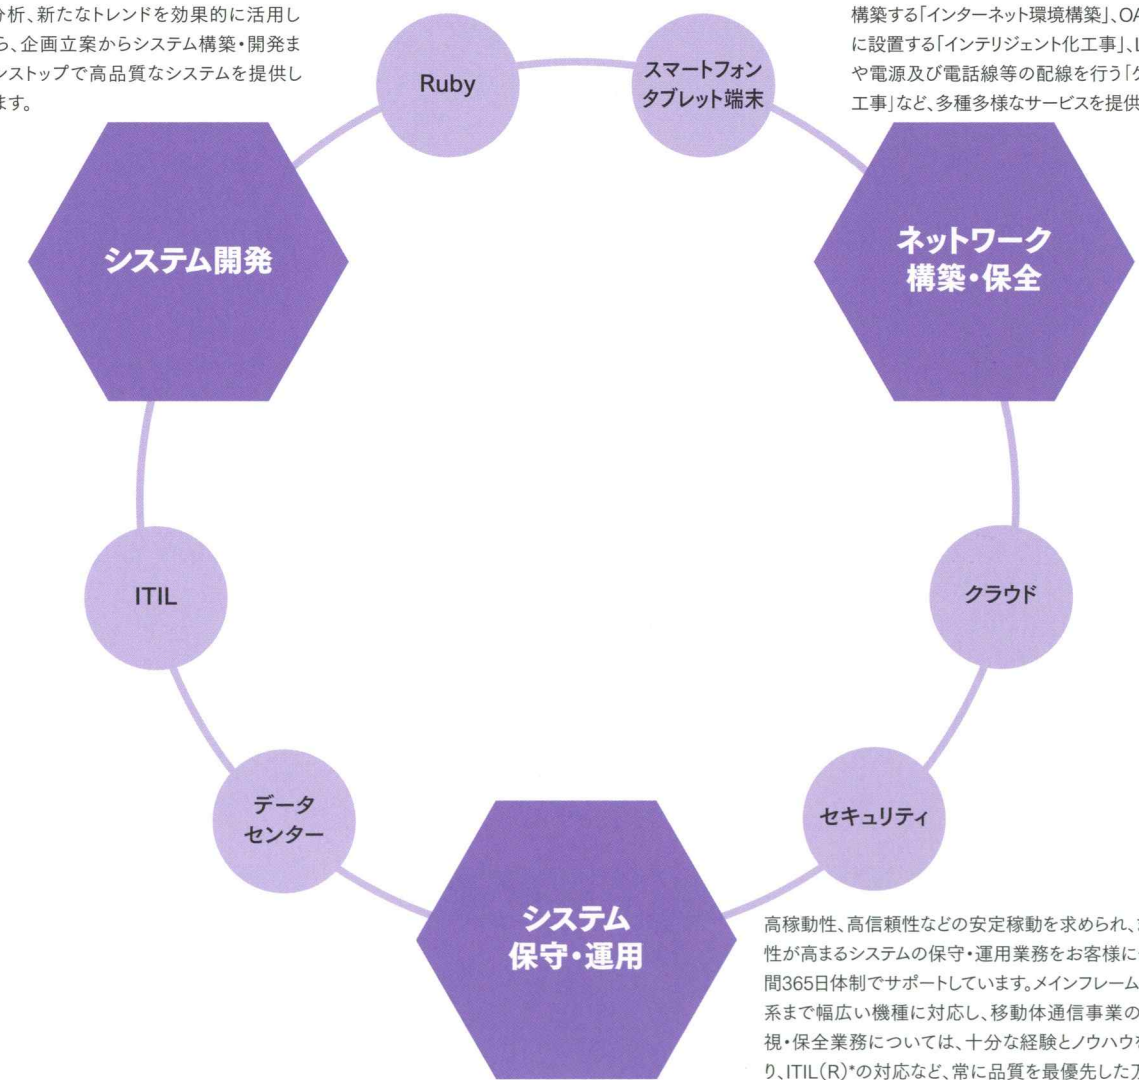 分析、新たなトレンドを効果的に活用し
ら、企画立案からシステム構築・開発ま
ンストップで高品質なシステムを提供し
ます。
構築する「インターネット環境構築」、OA
に設置する「インテリジェント化工事」、L
や電源及び電話線等の配線を行う「ケ
工事」など、多種多様なサービスを提供
Ruby
スマートフォン
タブレット端末
システム開発
ネットワーク
構築・保全
ITIL
クラウド
データ
センター
セキュリティ
システム
保守・運用
高稼動性、高信頼性などの安定稼動を求められ、
性が高まるシステムの保守・運用業務をお客様に
間365日体制でサポートしています。メインフレーム
系まで幅広い機種に対応し、移動体通信事業の
視・保全業務については、十分な経験とノウハウを
り、ITIL(R)*の対応など、常に品質を最優先した